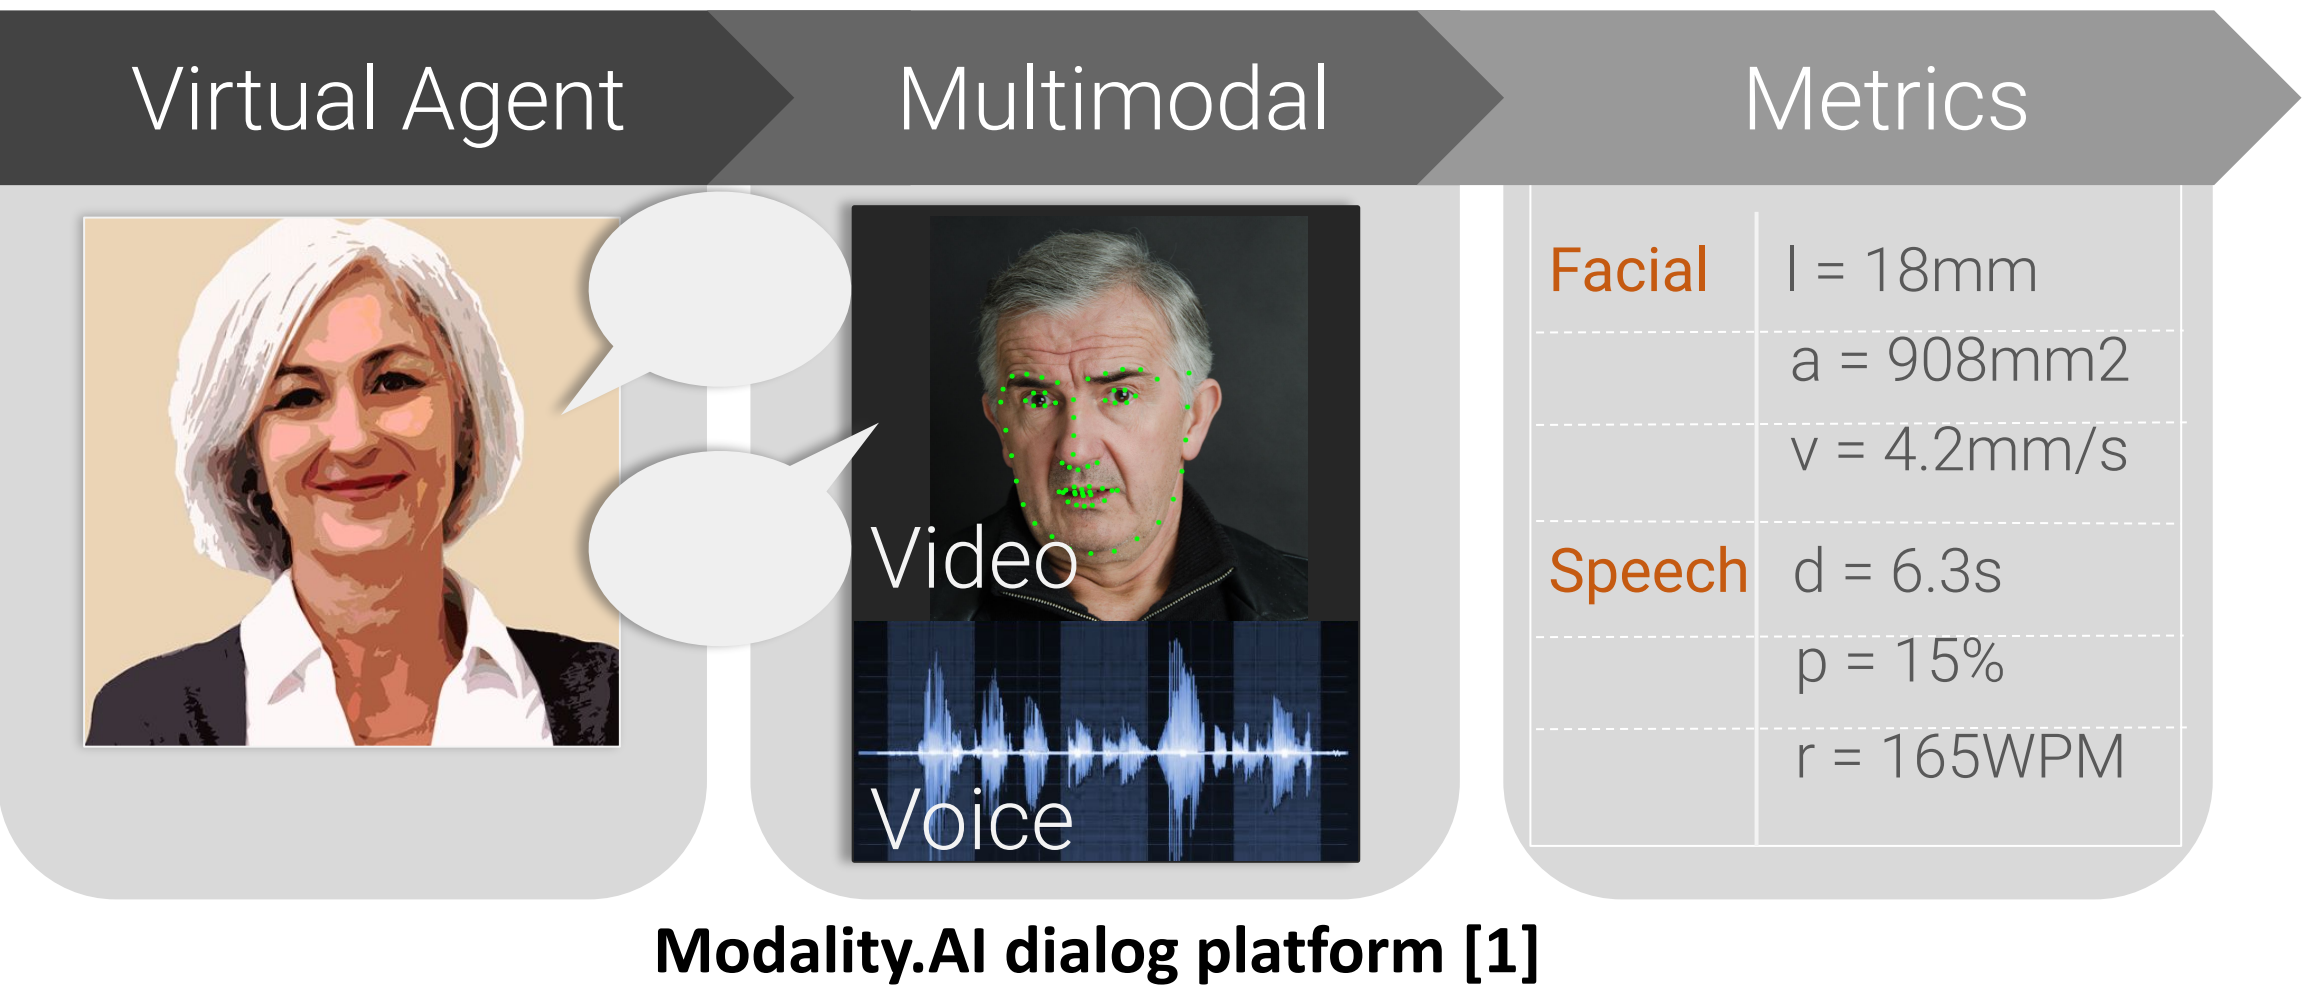 Virtual Agent
Multimodal
Metrics
Video
Voice
Facial
l = 18mm
a = 908mm2
v = 4.2mm/s
Speech
d = 6.3s
p = 15%
r = 165WPM
Modality.AI dialog platform [1]